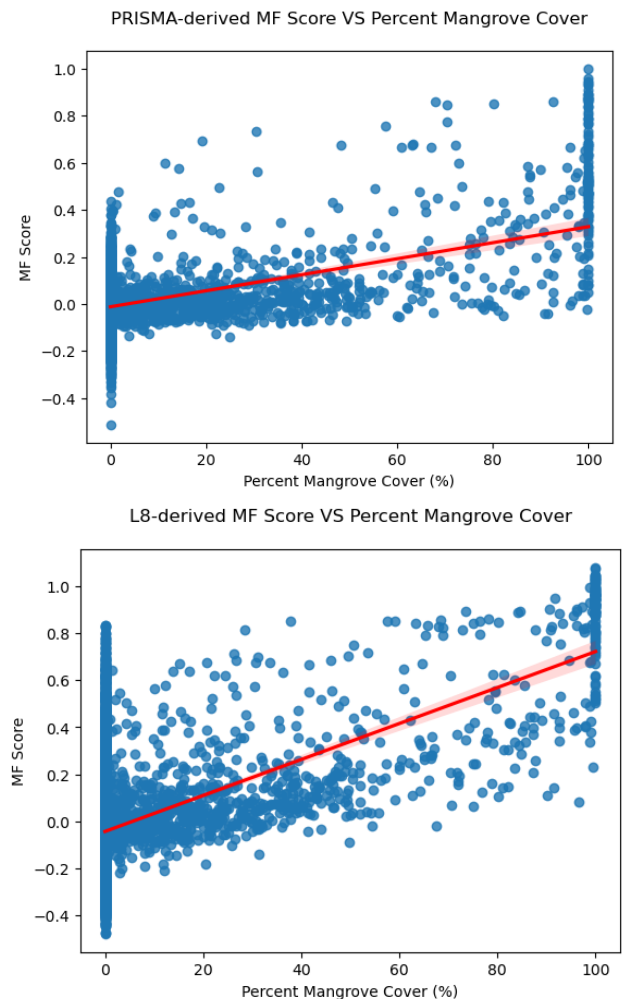 PRISMA-derived MF Score VS Percent Mangrove Cover
1.0
0.8
0.6
0.4
0.2
0.0
−0.2
−0.4
MF Score
0 20 40 60 80 100
Percent Mangrove Cover (%)
L8-derived MF Score VS Percent Mangrove Cover
1.0
0.8
0.6
0.4
0.2
0.0
−0.2
−0.4
MF Score
0 20 40 60 80 100
Percent Mangrove Cover (%)